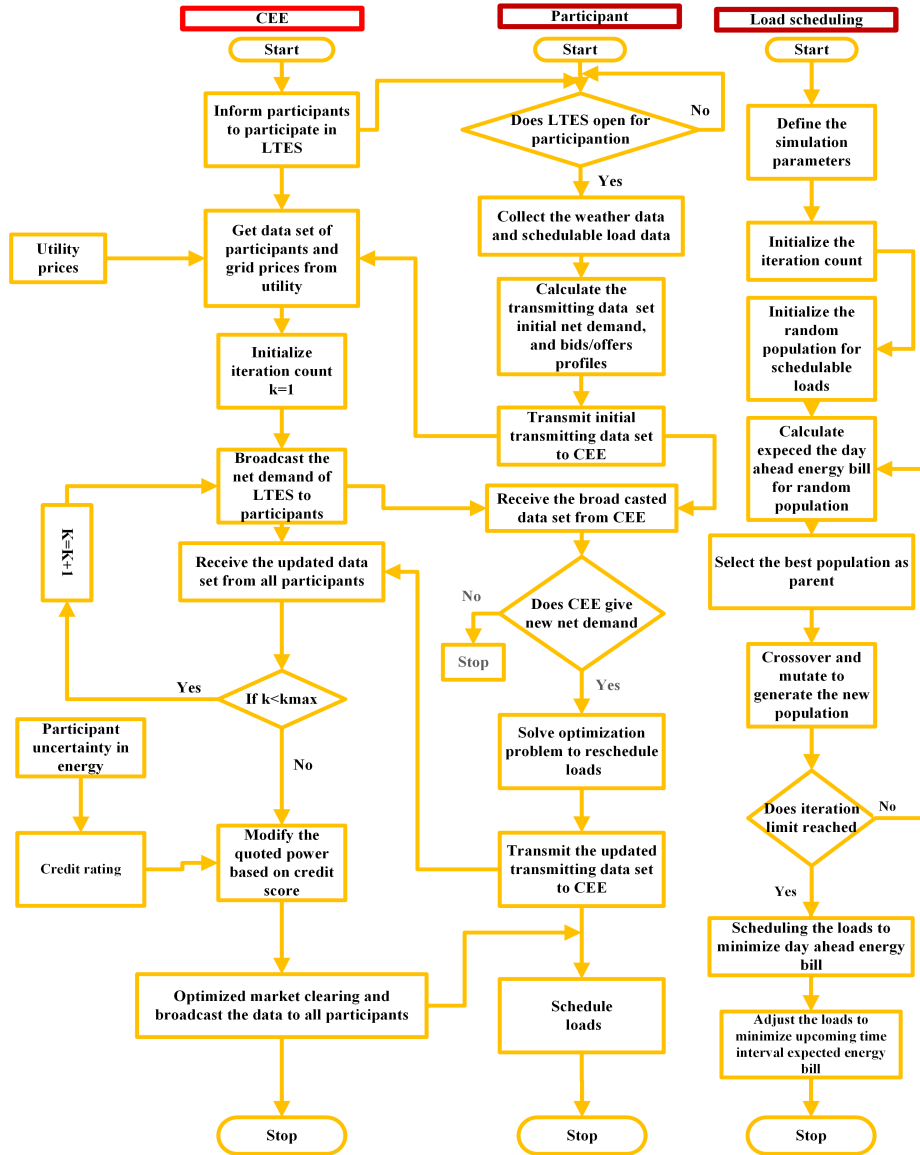 CEE
Start
Inform participants
to participate in
LTES
Get data set of
participants and
grid prices from
utility
Utility
prices
Initialize
iteration count
k=1
Broadcast the
net demand of
LTES to
participants
K=K+1
Receive the updated data
set from all participants
Yes
If k<kmax
No
Participant
uncertainty in
energy
Credit rating
Modify the
quoted power
based on credit
score
Optimized market clearing and
broadcast the data to all participants
Stop
Participant
Start
Does LTES open for
participantion
No
Yes
Collect the weather data
and schedulable load data
Calculate the
transmitting data set
initial net demand,
and bids/offers
profiles
Transmit initial
transmitting data set
to CEE
Receive the broad casted
data set from CEE
Does CEE give
new net demand
No
Stop
Yes
Solve optimization
problem to reschedule
loads
Transmit the updated
transmitting data set
to CEE
Schedule
loads
Stop
Load scheduling
Start
Define the
simulation
parameters
Initialize the
iteration count
Initialize the
random
population for
schedulable
loads
Calculate
expeced the day
ahead energy bill
for random
population
Select the best population as
parent
Crossover and
mutate to
generate the new
population
Does iteration
limit reached
No
Yes
Scheduling the loads to
minimize day ahead energy
bill
Adjust the loads to
minimize upcoming time
interval expected energy
bill
Stop